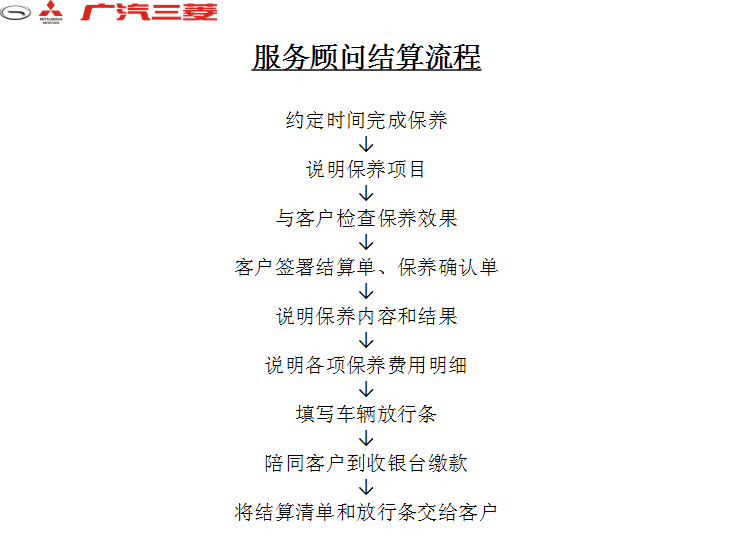 MITSUBISHI
MOTORS
广汽三菱
服务顾问结算流程
约定时间完成保养
↓
说明保养项目
↓
与客户检查保养效果
↓
客户签署结算单、保养确认单
↓
说明保养内容和结果
↓
说明各项保养费用明细
↓
填写车辆放行条
↓
陪同客户到收银台缴款
↓
将结算清单和放行条交给客户